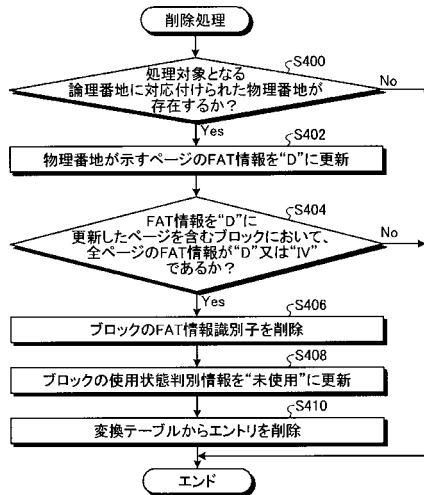 削除処理
S400
処理対象となる
論理番地に対応付けられた物理番地が
存在するか？
No
Yes
S402
物理番地が示すページのFAT情報を“D”に更新
S404
FAT情報を“D”に
更新したページを含むブロックにおいて、
全ページのFAT情報が“D”又は“IV”
であるか？
No
Yes
S406
ブロックのFAT情報識別子を削除
S408
ブロックの使用状態判別情報を“未使用”に更新
S410
変換テーブルからエントリを削除
エンド